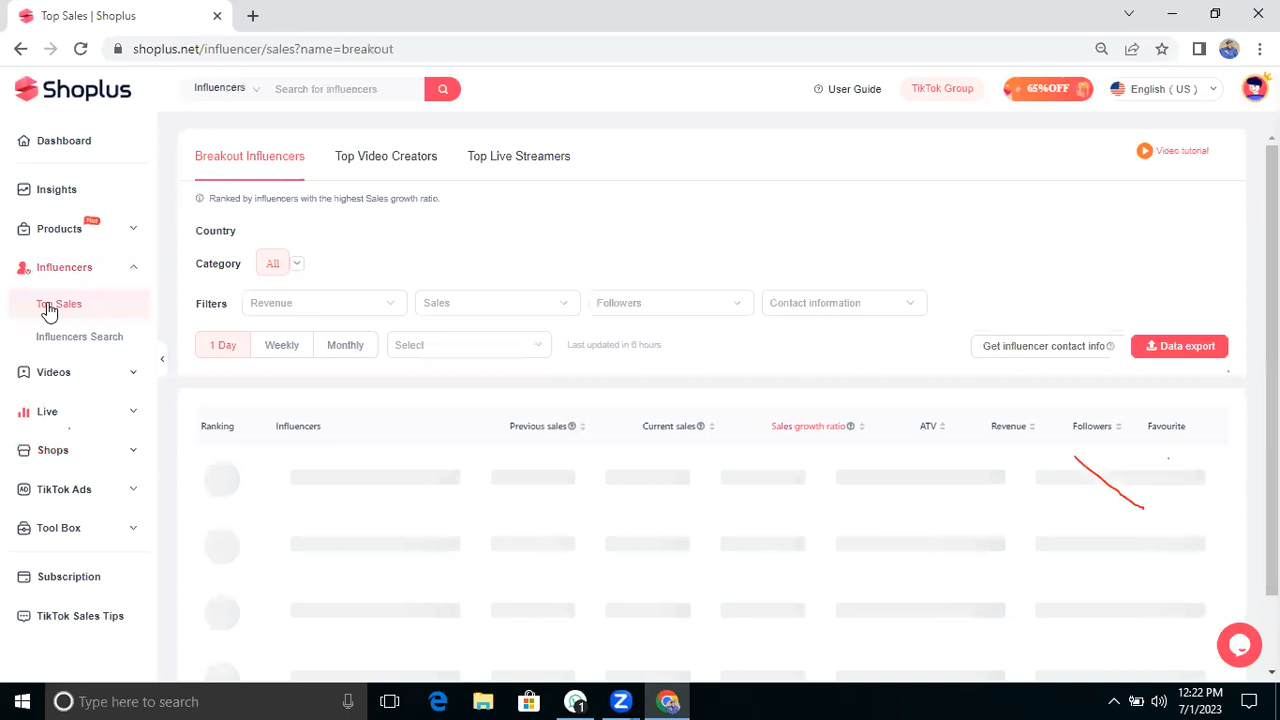 Top Sales | Shoplus
shoplus.net/influencer/sales?name=breakout
Shoplus
Influencers
Search for influencers
User Guide
TikTok Group
65%OFF
English ( US )
Dashboard
Insights
Products
Hot
Influencers
Top Sales
Influencers Search
Videos
Live
Shops
TikTok Ads
Tool Box
Subscription
TikTok Sales Tips
Breakout Influencers
Top Video Creators
Top Live Streamers
Video tutorial
Ranked by influencers with the highest Sales growth ratio.
Country
Category
All
Filters
Revenue
Sales
Followers
Contact information
1 Day
Weekly
Monthly
Select
Last updated in 6 hours
Get influencer contact info
Data export
Ranking
Influencers
Previous sales
Current sales
Sales growth ratio
ATV
Revenue
Followers
Favourite
Type here to search
1
12:22 PM
7/1/2023